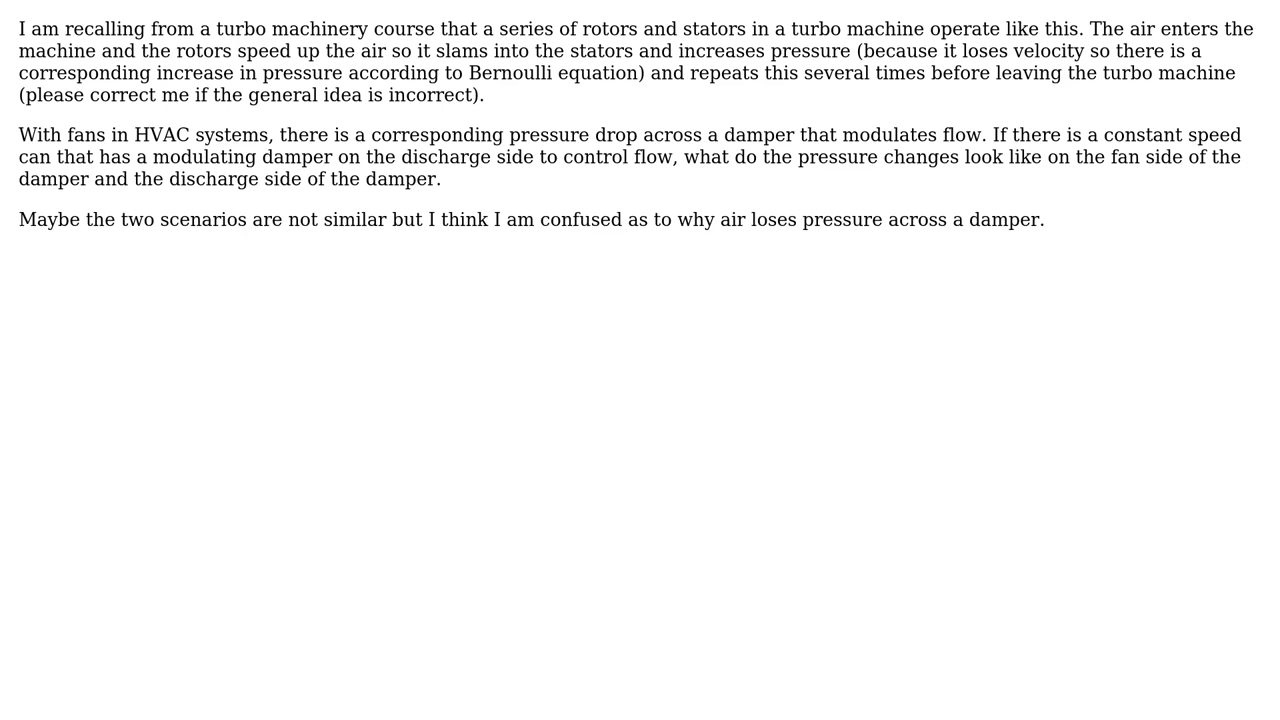 I am recalling from a turbo machinery course that a series of rotors and stators in a turbo machine operate like this. The air enters the
machine and the rotors speed up the air so it slams into the stators and increases pressure (because it loses velocity so there is a
corresponding increase in pressure according to Bernoulli equation) and repeats this several times before leaving the turbo machine
(please correct me if the general idea is incorrect).
With fans in HVAC systems, there is a corresponding pressure drop across a damper that modulates flow. If there is a constant speed
can that has a modulating damper on the discharge side to control flow, what do the pressure changes look like on the fan side of the
damper and the discharge side of the damper.
Maybe the two scenarios are not similar but I think I am confused as to why air loses pressure across a damper.